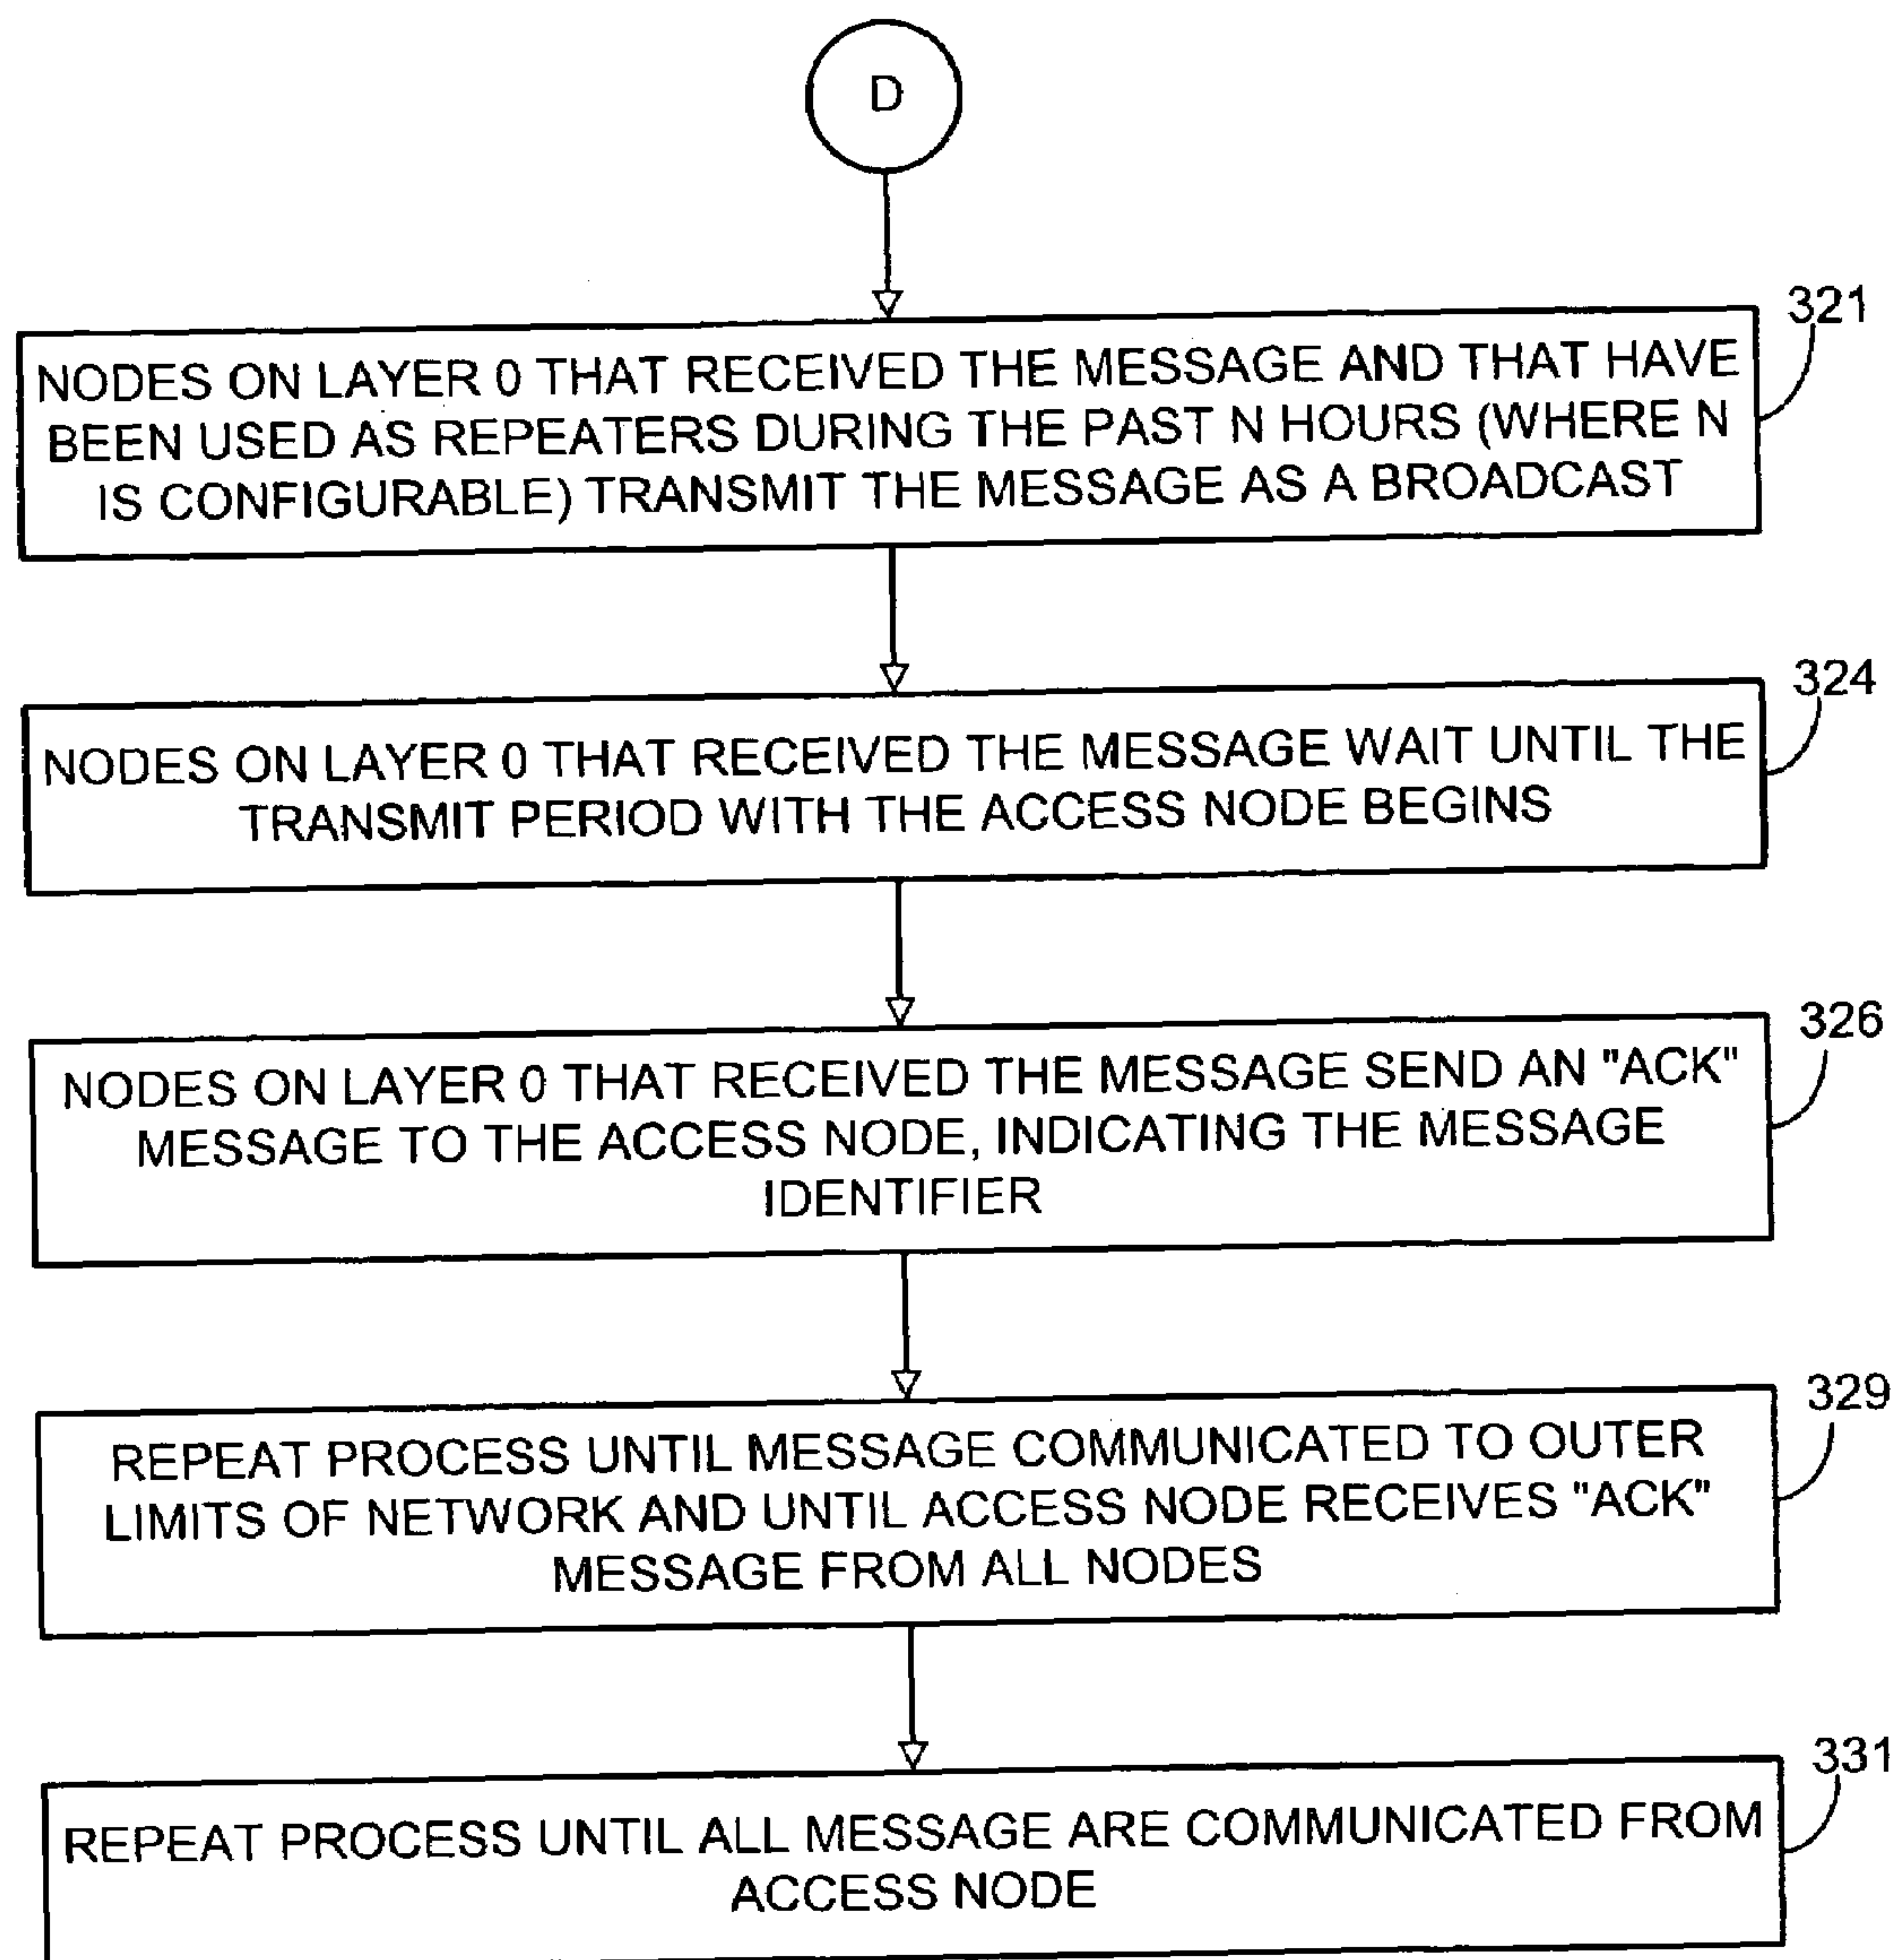 D
321
NODES ON LAYER 0 THAT RECEIVED THE MESSAGE AND THAT HAVE
BEEN USED AS REPEATERS DURING THE PAST N HOURS (WHERE N
IS CONFIGURABLE) TRANSMIT THE MESSAGE AS A BROADCAST
324
NODES ON LAYER 0 THAT RECEIVED THE MESSAGE WAIT UNTIL THE
TRANSMIT PERIOD WITH THE ACCESS NODE BEGINS
326
NODES ON LAYER 0 THAT RECEIVED THE MESSAGE SEND AN "ACK"
MESSAGE TO THE ACCESS NODE, INDICATING THE MESSAGE
IDENTIFIER
329
REPEAT PROCESS UNTIL MESSAGE COMMUNICATED TO OUTER
LIMITS OF NETWORK AND UNTIL ACCESS NODE RECEIVES "ACK"
MESSAGE FROM ALL NODES
331
REPEAT PROCESS UNTIL ALL MESSAGE ARE COMMUNICATED FROM
ACCESS NODE